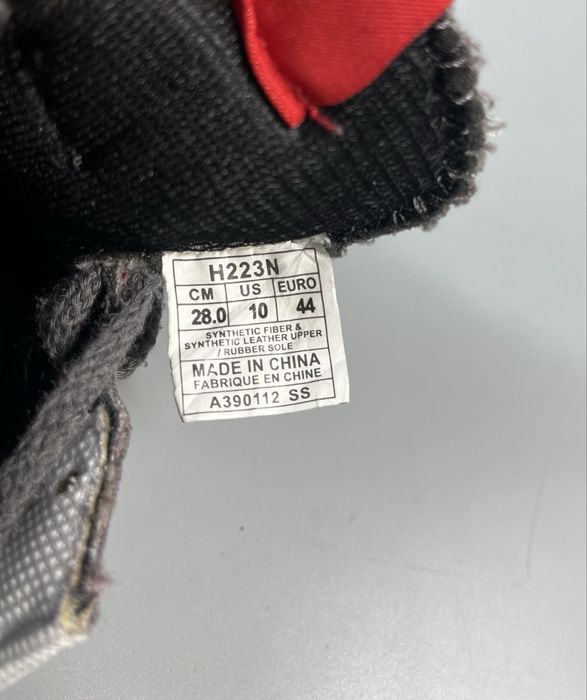 H223N
CM US EURO
28.0 10 44
SYNTHETIC FIBER &
SYNTHETIC LEATHER UPPER
/ RUBBER SOLE
MADE IN CHINA
FABRIQUE EN CHINE
A390112 SS